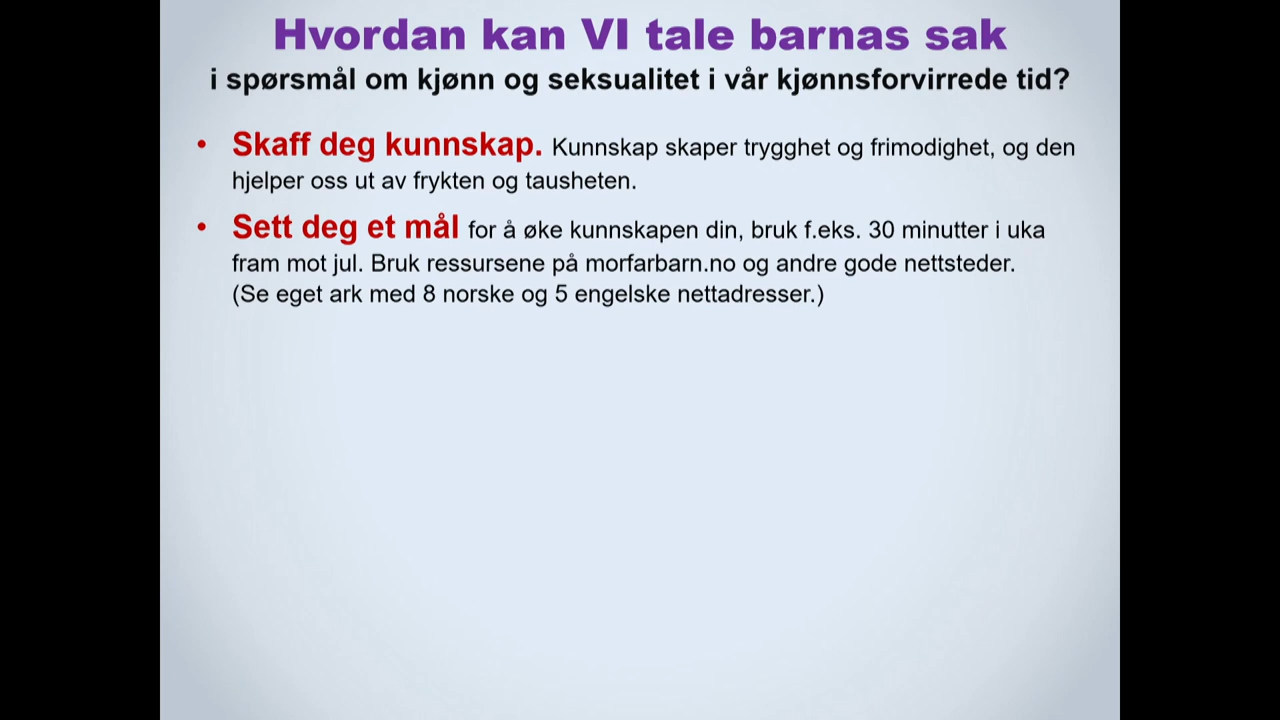 Hvordan kan VI tale barnas sak
i spørsmål om kjønn og seksualitet i vår kjønnsforvirrede tid?
• Skaff deg kunnskap. Kunnskap skaper trygghet og frimodighet, og den
hjelper oss ut av frykten og tausheten.
• Sett deg et mål for å øke kunnskapen din, bruk f.eks. 30 minutter i uka
fram mot jul. Bruk ressursene på morfarbarn.no og andre gode nettsteder.
(Se eget ark med 8 norske og 5 engelske nettadresser.)